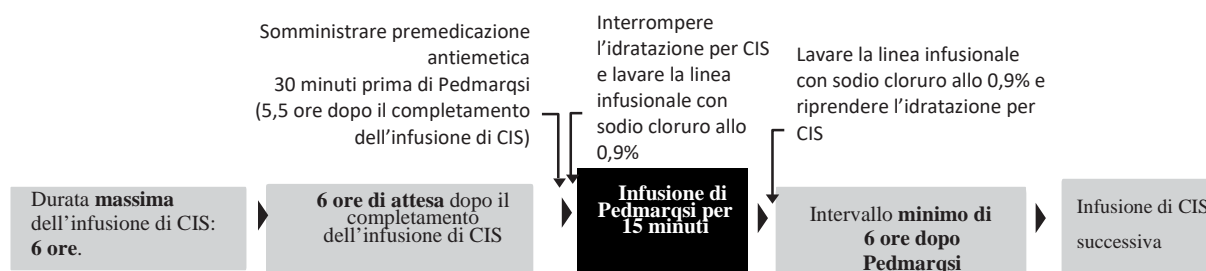 Somministrare premedicazione
antiemetica
30 minuti prima di Pedmarqsi
(5,5 ore dopo il completamento
dell'infusione di CIS)
Interrompere
l'idratazione per CIS
e lavare la linea
infusionale con
sodio cloruro allo
0,9%
Lavare la linea infusionale
con sodio cloruro allo 0,9% e
riprendere l'idratazione per
CIS
Durata massima
dell'infusione di CIS:
6 ore.
6 ore di attesa dopo il
completamento
dell'infusione di CIS
Infusione di
Pedmarqsi per
15 minuti
Intervallo minimo di
6 ore dopo
Pedmarqsi
Infusione di CIS
successiva